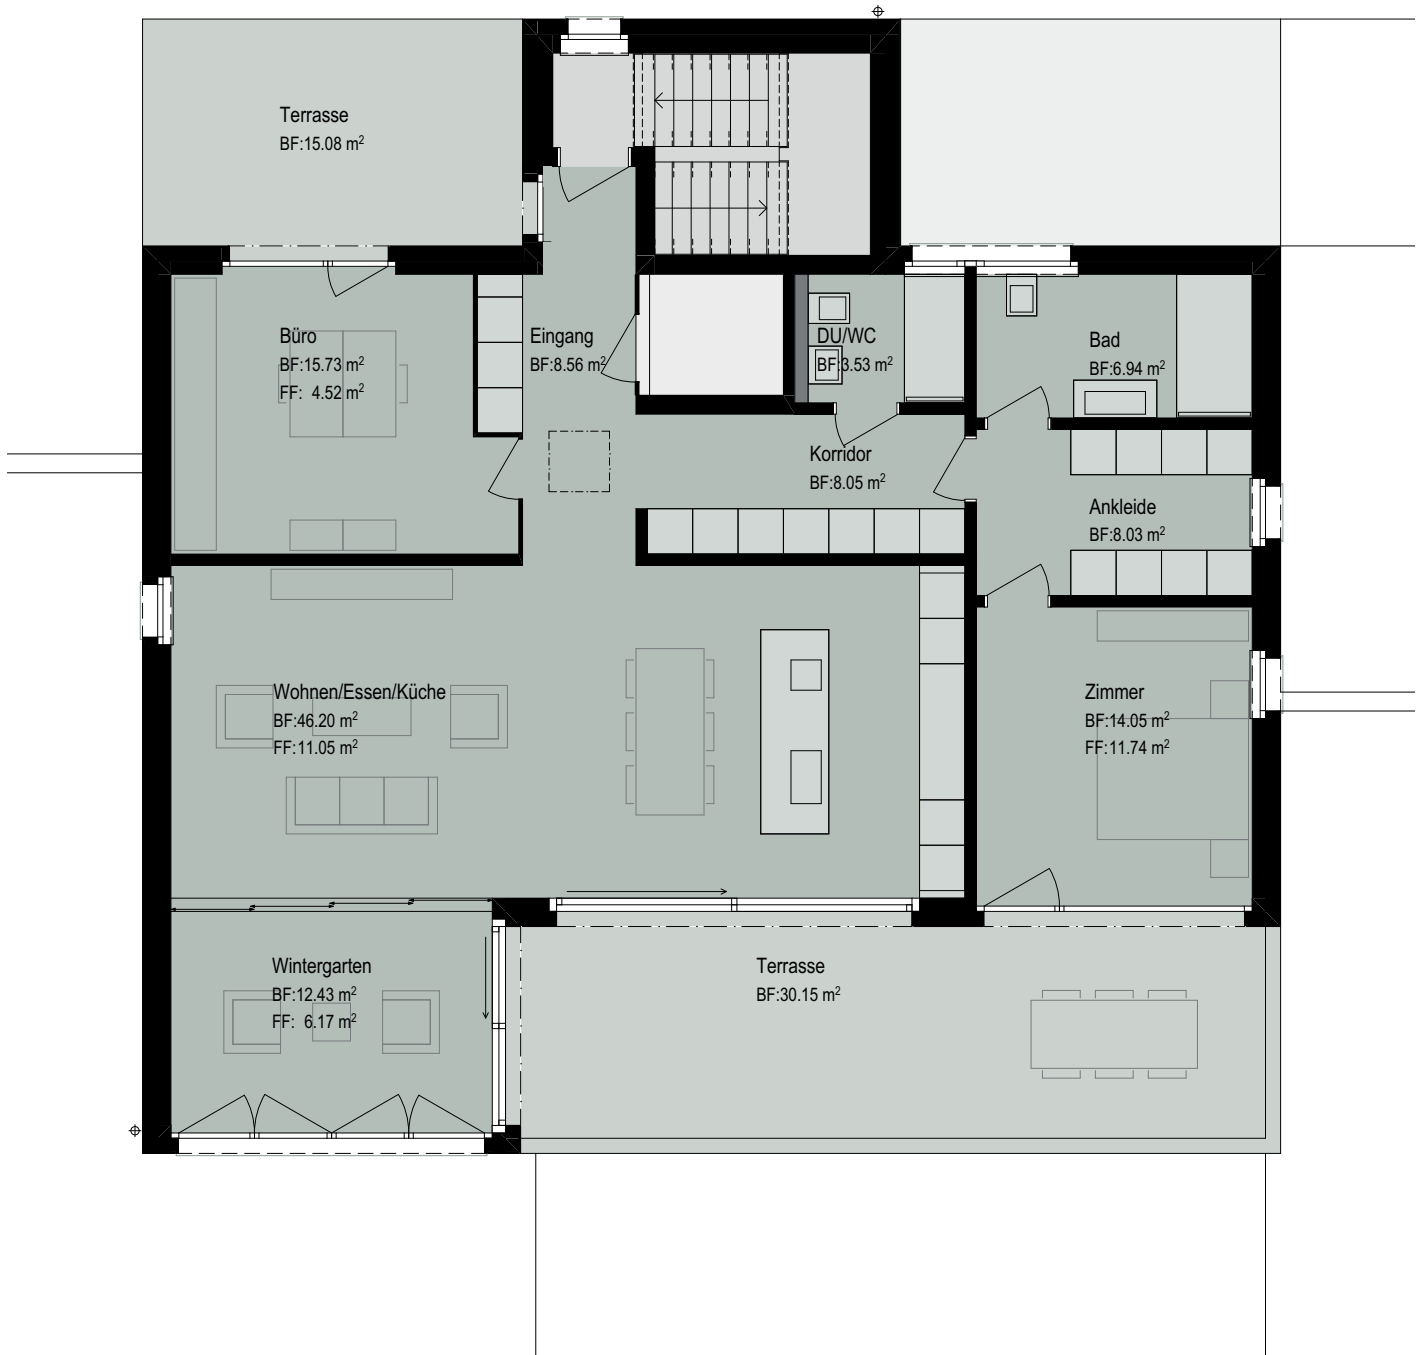 Terrasse
BF:15.08 m²
Büro
BF:15.73 m²
FF: 4.52 m²
Eingang
BF:8.56 m²
DU/WC
BF:3.53 m²
Bad
BF:6.94 m²
Korridor
BF:8.05 m²
Ankleide
BF:8.03 m²
Wohnen/Essen/Küche
BF:46.20 m²
FF:11.05 m²
Zimmer
BF:14.05 m²
FF:11.74 m²
Wintergarten
BF:12.43 m²
FF: 6.17 m²
Terrasse
BF:30.15 m²